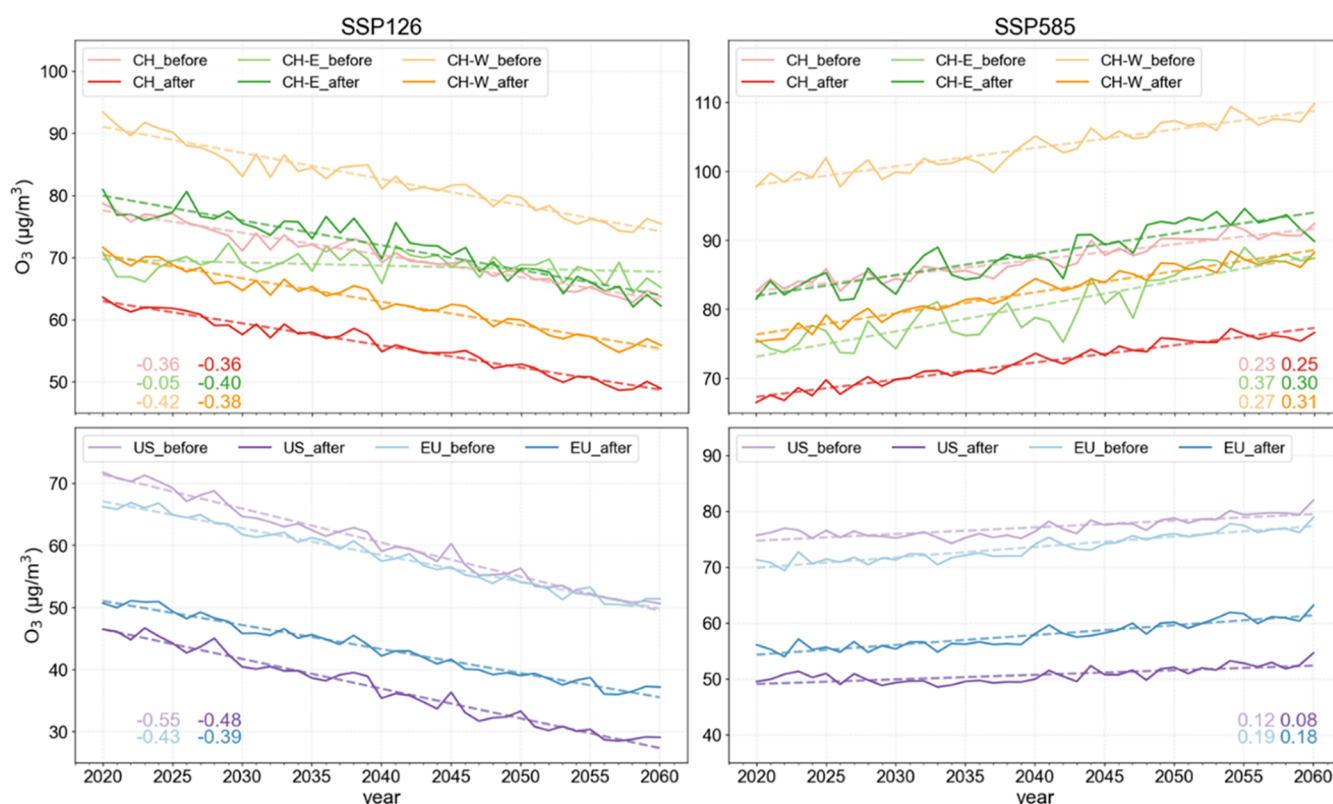 SSP126
SSP585
CH_before CH-E_before CH-W_before
CH_after CH-E_after CH-W_after
CH_before CH-E_before CH-W_before
CH_after CH-E_after CH-W_after
O₃ (μg/m³)
100
90
80
70
60
50
-0.36 -0.36
-0.05 -0.40
-0.42 -0.38
110
100
90
80
70
0.23 0.25
0.37 0.30
0.27 0.31
US_before US_after EU_before EU_after
US_before US_after EU_before EU_after
O₃ (μg/m³)
70
60
50
40
30
-0.55 -0.48
-0.43 -0.39
2020 2025 2030 2035 2040 2045 2050 2055 2060
year
90
80
70
60
50
40
0.12 0.08
0.19 0.18
2020 2025 2030 2035 2040 2045 2050 2055 2060
year